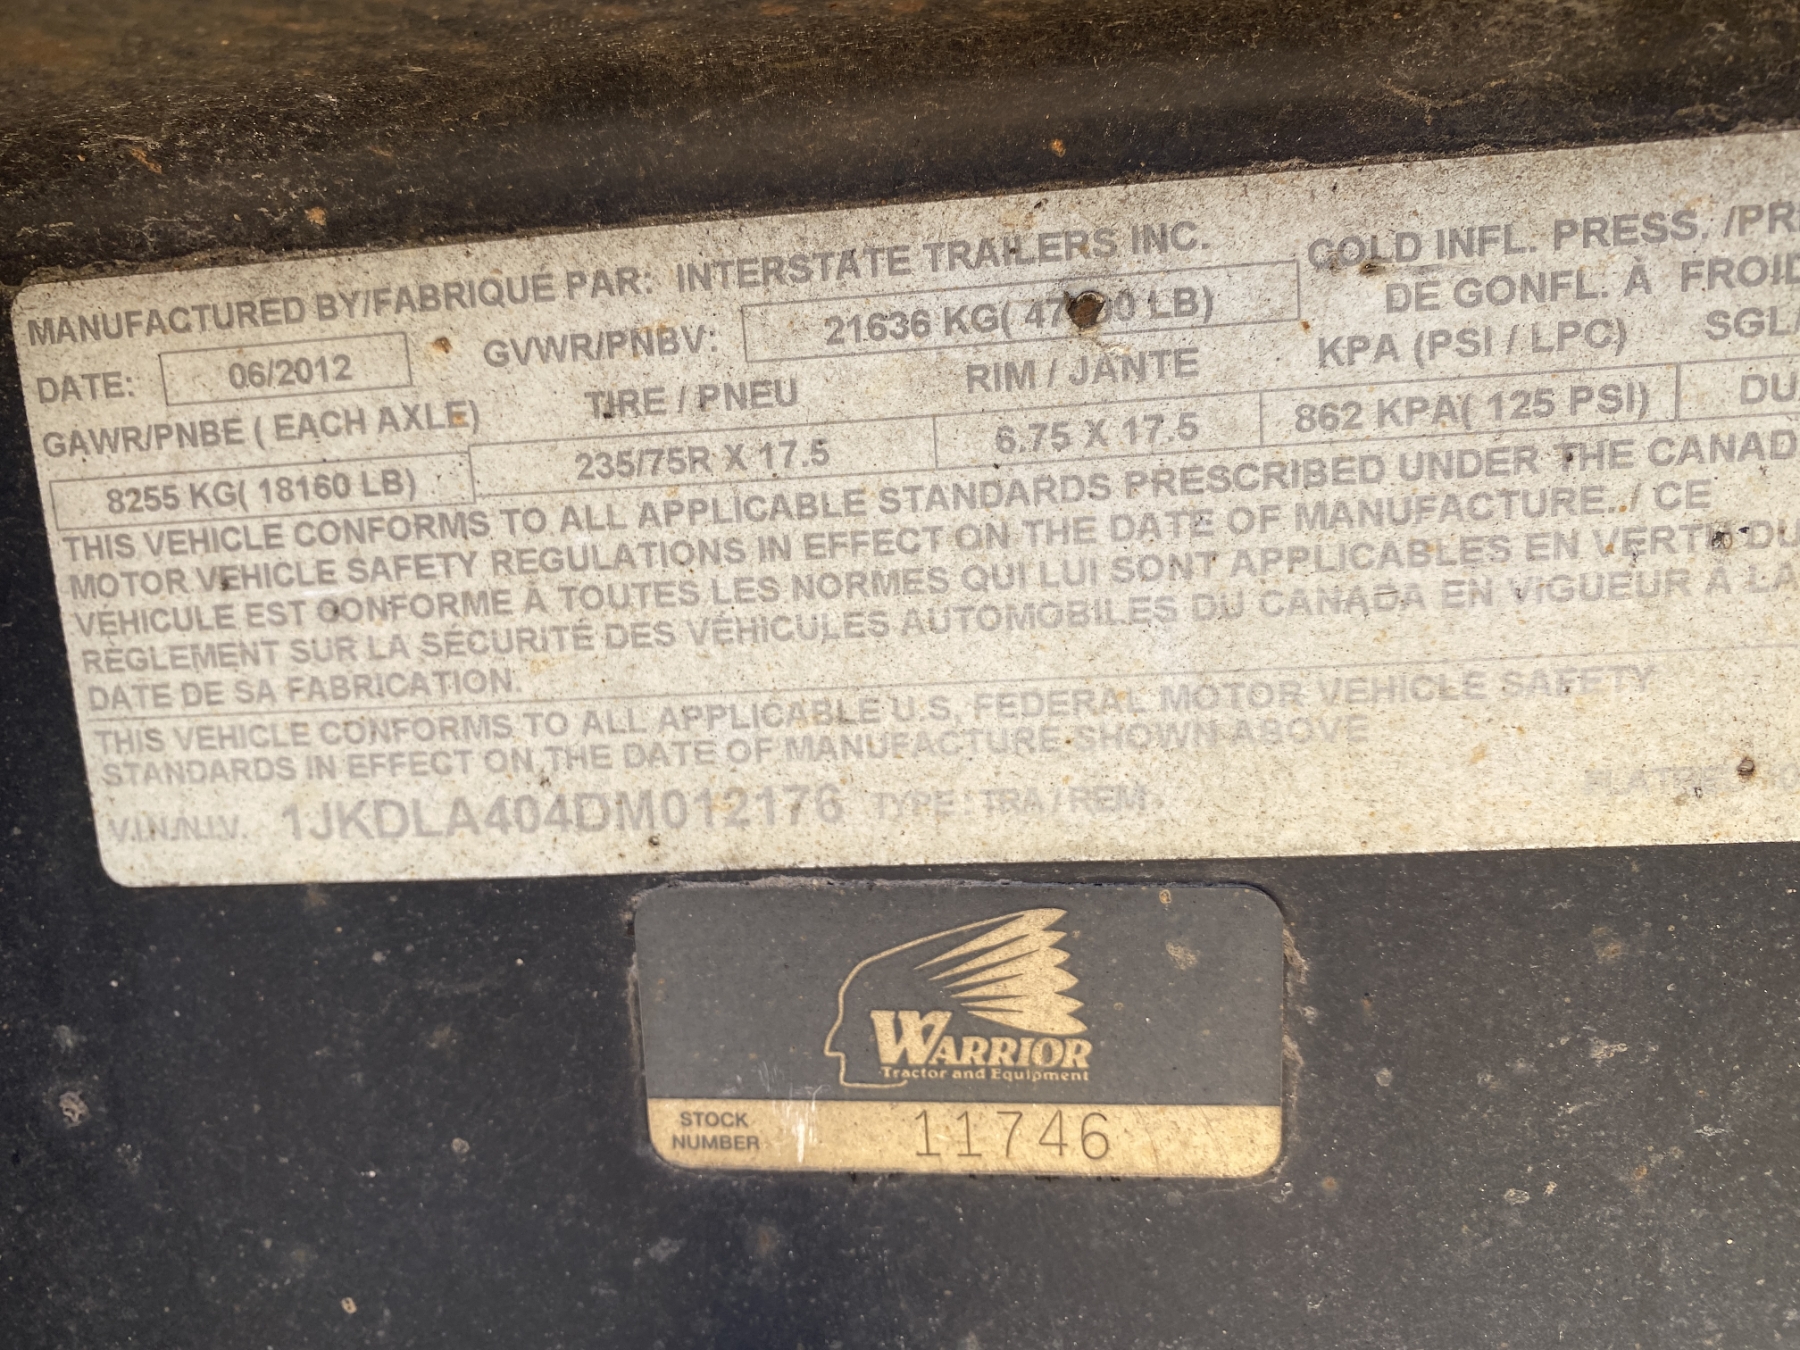 MANUFACTURED BY/FABRIQUE PAR: INTERSTATE TRAILERS INC.
COLD INFL. PRESS. /PR
DE GONFL. À FROID
DATE: 06/2012 GVWR/PNBV: 21636 KG( LB)
KPA (PSI / LPC) SGL/
GAWR/PNBE ( EACH AXLE) TIRE / PNEU RIM / JANTE
8255 KG( 18160 LB) 235/75R X 17.5 6.75 X 17.5 862 KPA( 125 PSI) DU
THIS VEHICLE CONFORMS TO ALL APPLICABLE STANDARDS PRESCRIBED UNDER THE CANAD
MOTOR VEHICLE SAFETY REGULATIONS IN EFFECT ON THE DATE OF MANUFACTURE. / CE
VÉHICULE EST CONFORME À TOUTES LES NORMES QUI LUI SONT APPLICABLES EN VERTU DU
RÈGLEMENT SUR LA SÉCURITÉ DES VÉHICULES AUTOMOBILES DU CANADA EN VIGUEUR À LA
DATE DE SA FABRICATION.
THIS VEHICLE CONFORMS TO ALL APPLICABLE U.S. FEDERAL MOTOR VEHICLE SAFETY
STANDARDS IN EFFECT ON THE DATE OF MANUFACTURE SHOWN ABOVE
V.I.N./N.I.V. 1JKDLA404DM012176 TYPE: TRA / REM
WARRIOR
Tractor and Equipment
STOCK
NUMBER 11746